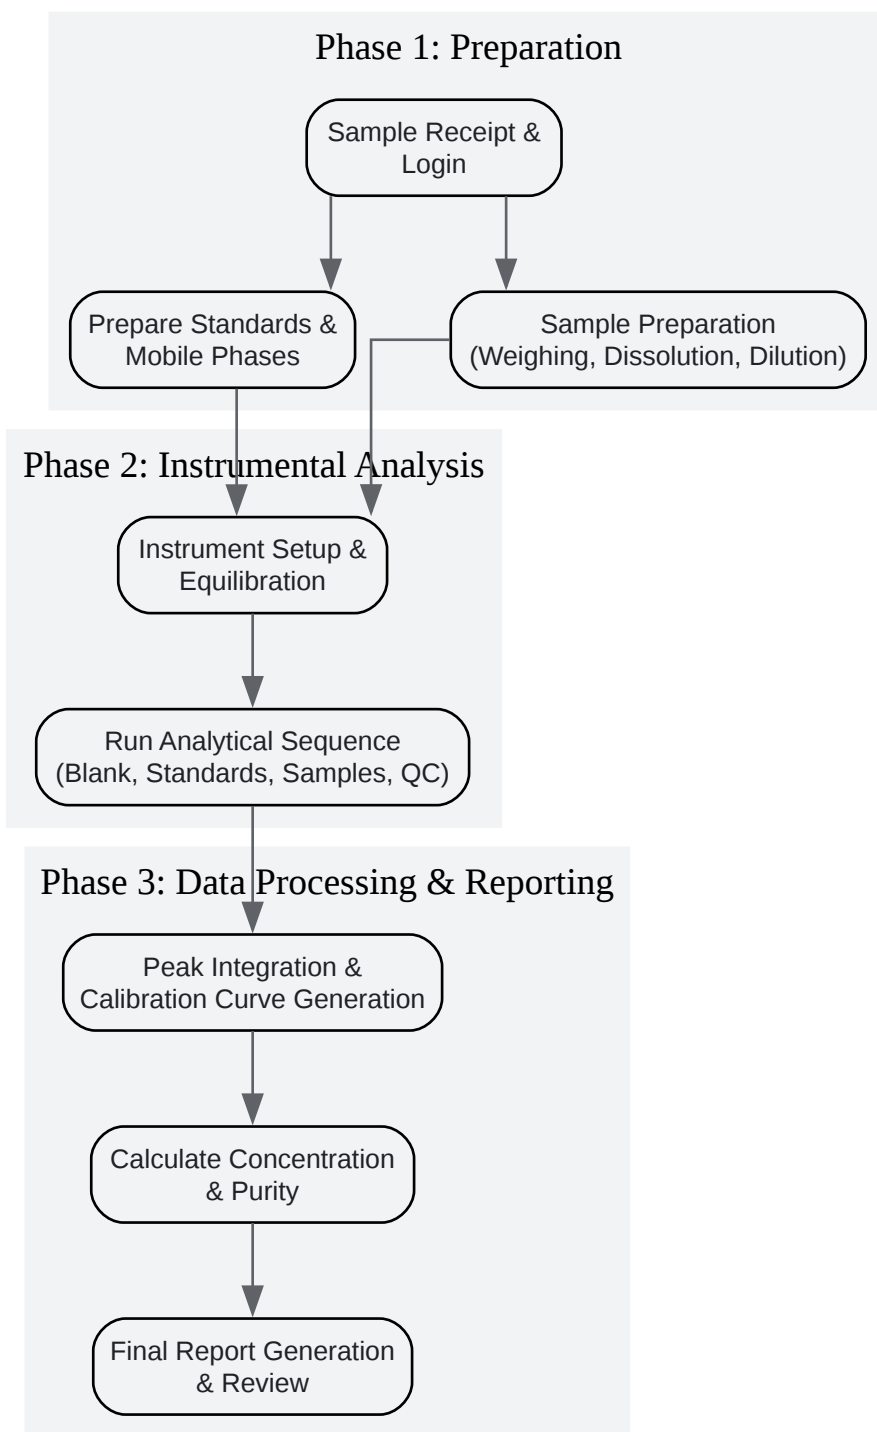 Phase 1: Preparation
Sample Receipt &
Login
Prepare Standards &
Mobile Phases
Sample Preparation
(Weighing, Dissolution, Dilution)
Phase 2: Instrumental Analysis
Instrument Setup &
Equilibration
Run Analytical Sequence
(Blank, Standards, Samples, QC)
Phase 3: Data Processing & Reporting
Peak Integration &
Calibration Curve Generation
Calculate Concentration
& Purity
Final Report Generation
& Review